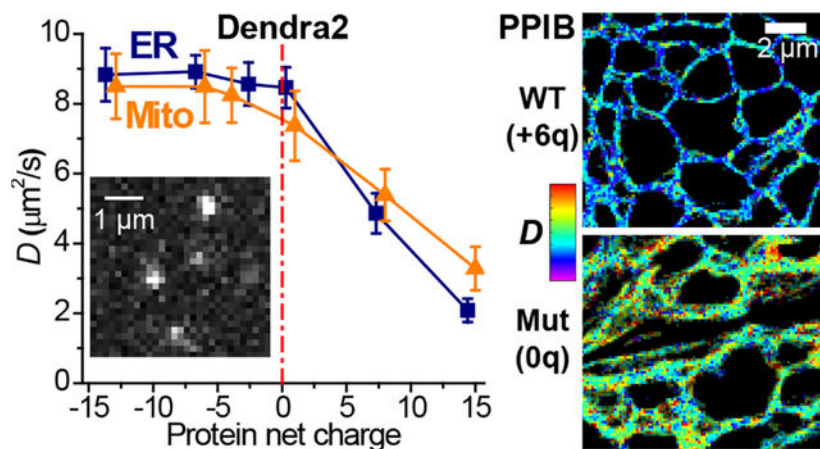 Dendra2
10
8
6
4
2
0
D (μm²/s)
ER
Mito
1 μm
-15
-10
-5
0
5
10
15
Protein net charge
PPIB
WT
(+6q)
D
Mut
(0q)
2 μm